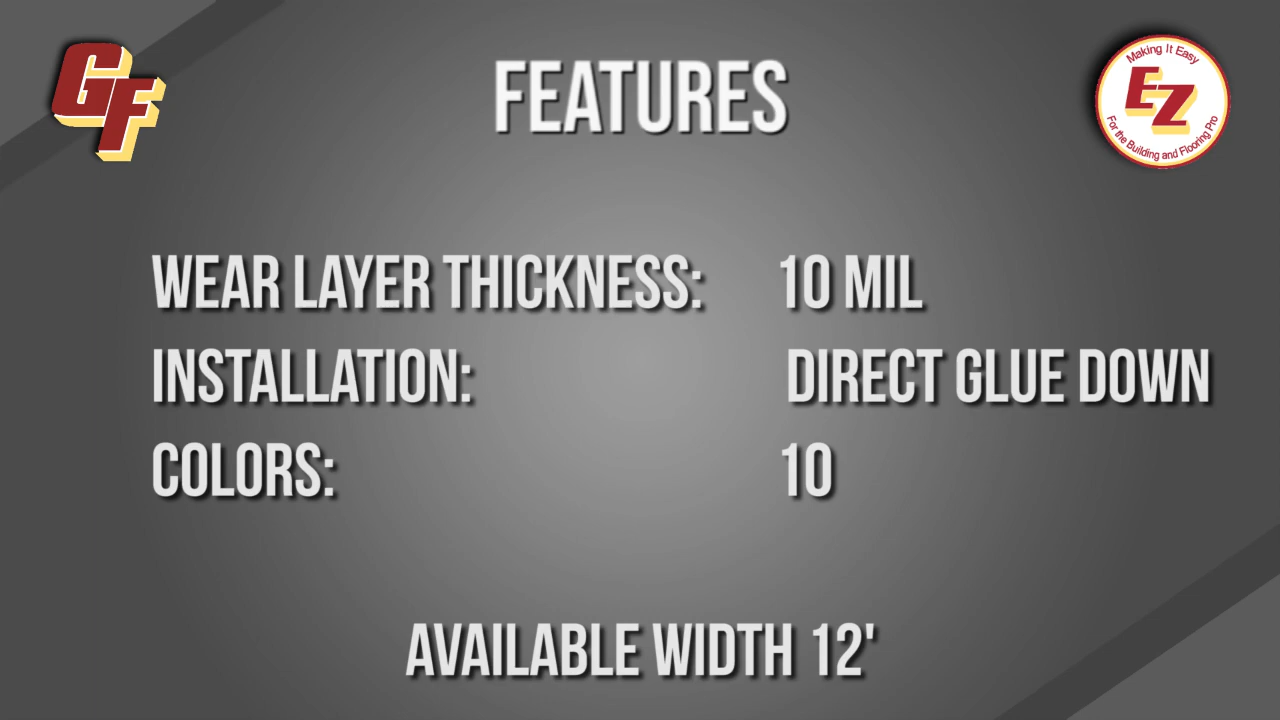 GF
FEATURES
Making It Easy
EZ
For the Building and Flooring Pro
WEAR LAYER THICKNESS: 10 MIL
INSTALLATION: DIRECT GLUE DOWN
COLORS: 10
AVAILABLE WIDTH 12'